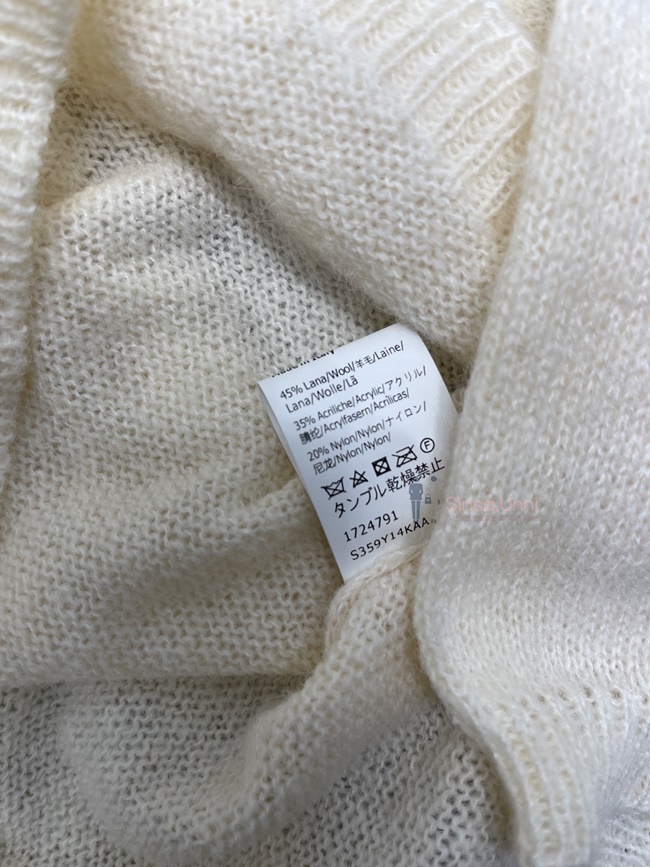 45% Lana/Wool/羊毛/Laine/
Lana/Wolle/Lã
35% Acriliche/Acrylic/アクリル/
腈纶/Acrylfasern/Acrílicas/
20% Nylon/Nylon/ナイロン/
尼龙/Nylon/Nylon/
P
タンブル乾燥禁止
1724791
S359Y14KAA